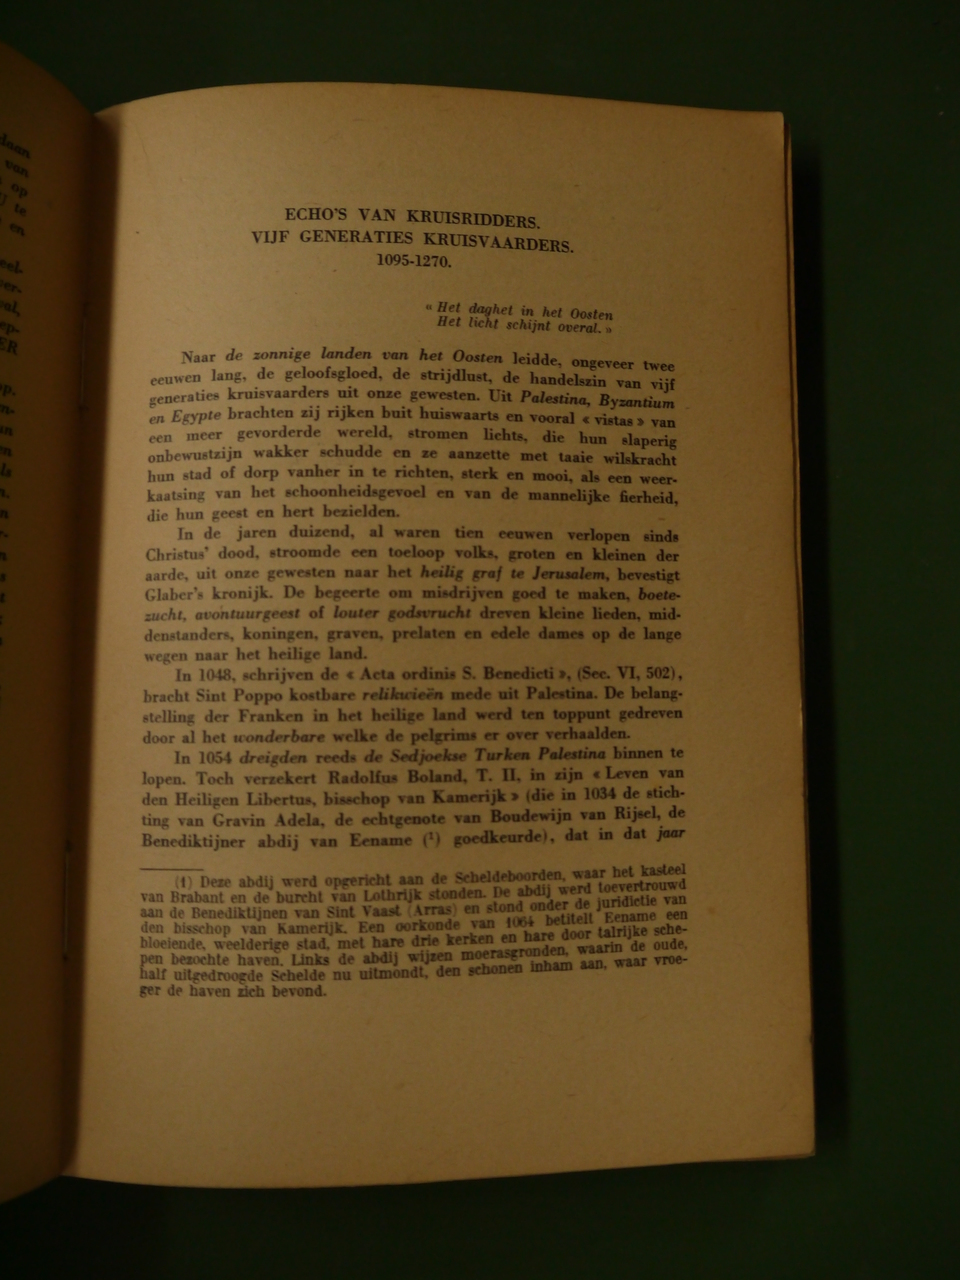 daan
van
op
te
en
eel-
ver-
val,
ep-
ER
op.
n-
un
en
ls
n.
n
r-
n
s
t
ECHO'S VAN KRUISRIDDERS.
VIJF GENERATIES KRUISVAARDERS.
1095-1270.
« Het daghet in het Oosten
Het licht schijnt overal. »
Naar de zonnige landen van het Oosten leidde, ongeveer twee
eeuwen lang, de geloofsgloed, de strijdlust, de handelszin van vijf
generaties kruisvaarders uit onze gewesten. Uit Palestina, Byzantium
en Egypte brachten zij rijken buit huiswaarts en vooral « vistas » van
een meer gevorderde wereld, stromen lichts, die hun slaperig
onbewustzijn wakker schudde en ze aanzette met taaie wilskracht
hun stad of dorp vanher in te richten, sterk en mooi, als een weer-
kaatsing van het schoonheidsgevoel en van de mannelijke fierheid,
die hun geest en hert bezielden.
In de jaren duizend, al waren tien eeuwen verlopen sinds
Christus' dood, stroomde een toeloop volks, groten en kleinen der
aarde, uit onze gewesten naar het heilig graf te Jerusalem, bevestigt
Glaber's kronijk. De begeerte om misdrijven goed te maken, boete-
zucht, avontuurgeest of louter godsvrucht dreven kleine lieden, mid-
denstanders, koningen, graven, prelaten en edele dames op de lange
wegen naar het heilige land.
In 1048, schrijven de « Acta ordinis S. Benedicti », (Sec. VI, 502),
bracht Sint Poppo kostbare relikwieën mede uit Palestina. De belang-
stelling der Franken in het heilige land werd ten toppunt gedreven
door al het wonderbare welke de pelgrims er over verhaalden.
In 1054 dreigden reeds de Sedjoekse Turken Palestina binnen te
lopen. Toch verzekert Radolfus Boland, T. II, in zijn « Leven van
den Heiligen Libertus, bisschop van Kamerijk » (die in 1034 de stich-
ting van Gravin Adela, de echtgenote van Boudewijn van Rijsel, de
Benediktijner abdij van Eename (¹) goedkeurde), dat in dat jaar
(1) Deze abdij werd opgericht aan de Scheldeboorden, waar het kasteel
van Brabant en de burcht van Lothrijk stonden. De abdij werd toevertrouwd
aan de Benediktijnen van Sint Vaast (Arras) en stond onder de juridictie van
den bisschop van Kamerijk. Een oorkonde van 1064 betitelt Eename een
bloeiende, weelderige stad, met hare drie kerken en hare door talrijke sche-
pen bezochte haven. Links de abdij wijzen moerasgronden, waarin de oude,
half uitgedroogde Schelde nu uitmondt, den schonen inham aan, waar vroe-
ger de haven zich bevond.